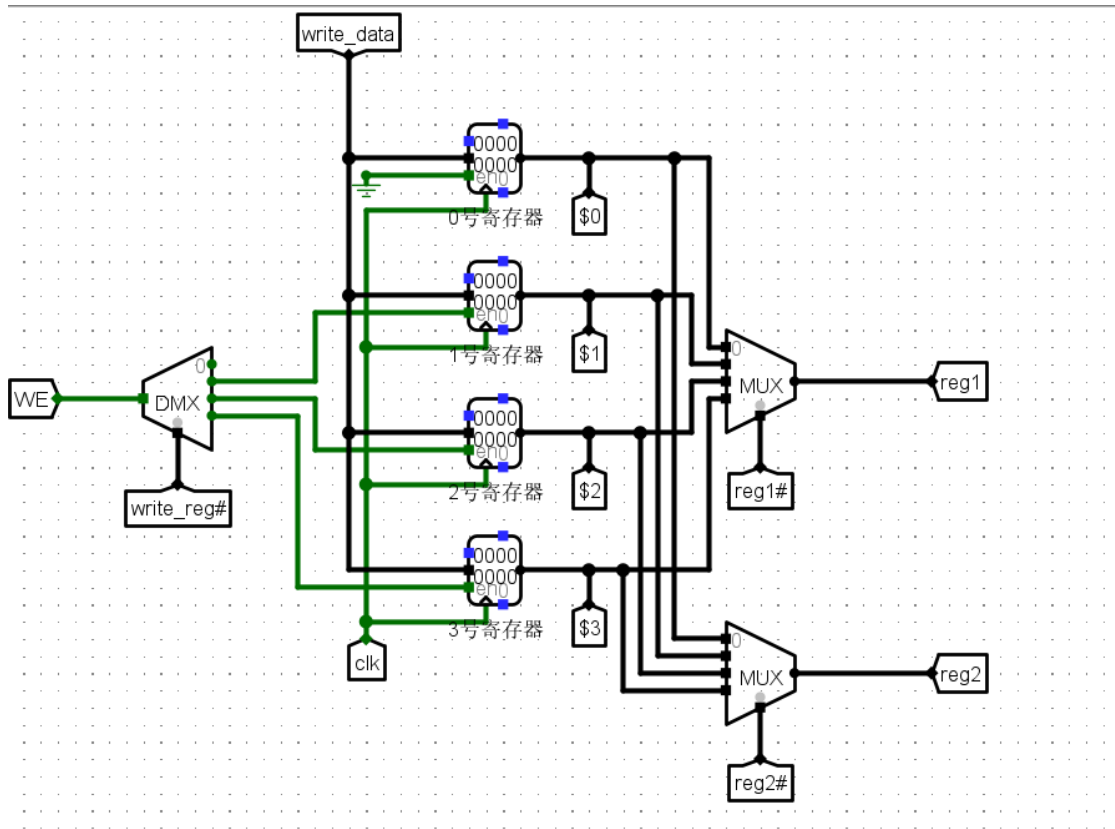 write_data
0000
0000
en0
0号寄存器
$0
0000
0000
en0
1号寄存器
$1
0
MUX
reg1
reg1#
WE
0
DMX
write_reg#
0000
0000
en0
2号寄存器
$2
0000
0000
en0
3号寄存器
$3
clk
0
MUX
reg2
reg2#